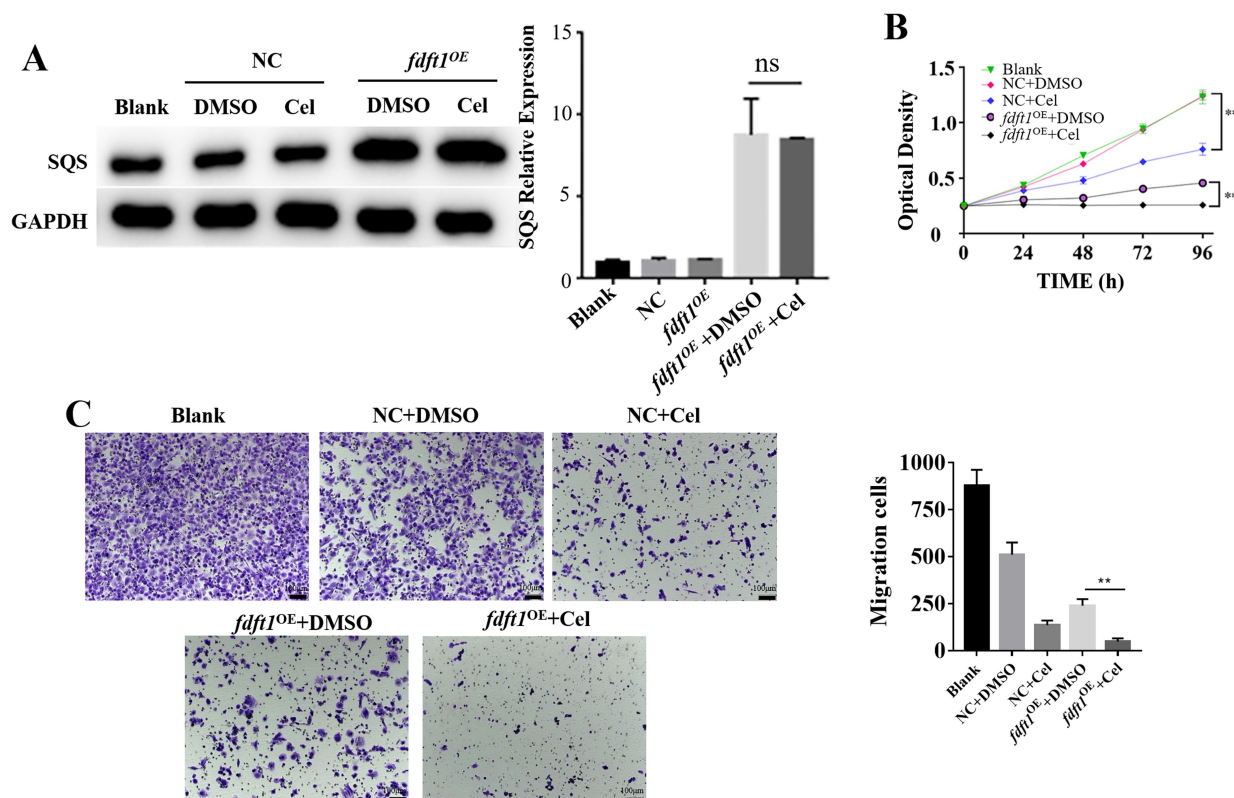 A
NC
fdft1OE
Blank
DMSO
Cel
DMSO
Cel
SQS
GAPDH
SQS Relative Expression
15
10
5
0
ns
Blank
NC
fdft1OE
fdft1OE +DMSO
fdft1OE +Cel
B
Optical Density
1.5
1.0
0.5
0
Blank
NC+DMSO
NC+Cel
fdft1OE+DMSO
fdft1OE+Cel
**
**
0
24
48
72
96
TIME (h)
C
Blank
NC+DMSO
NC+Cel
100μm
100μm
100μm
fdft1OE+DMSO
fdft1OE+Cel
100μm
100μm
Migration cells
1000
750
500
250
0
**
Blank
NC+DMSO
NC+Cel
fdft1OE+DMSO
fdft1OE+Cel